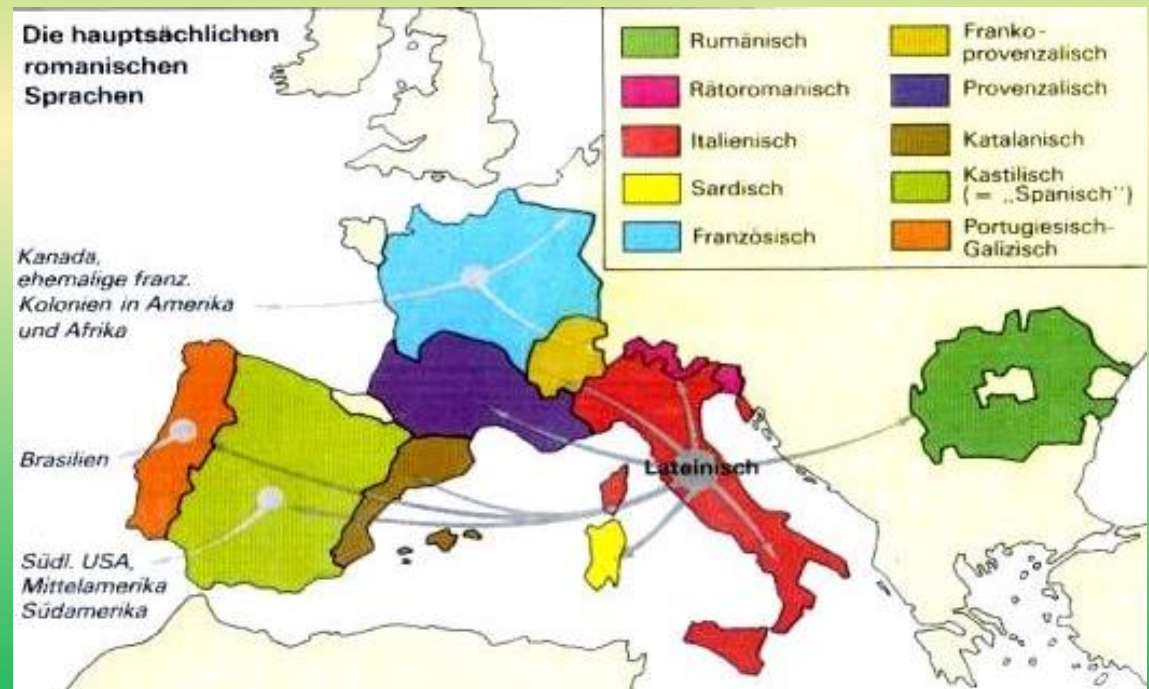 Die hauptsächlichen
romanischen
Sprachen
Rumänisch
Rätoromanisch
Italienisch
Sardisch
Französisch
Franko-
provenzalisch
Provenzalisch
Katalanisch
Kastilisch
(= „Spanisch")
Portugiesisch-
Galizisch
Kanada,
ehemalige franz.
Kolonien in Amerika
und Afrika
Brasilien
Lateinisch
Südl. USA,
Mittelamerika
Südamerika